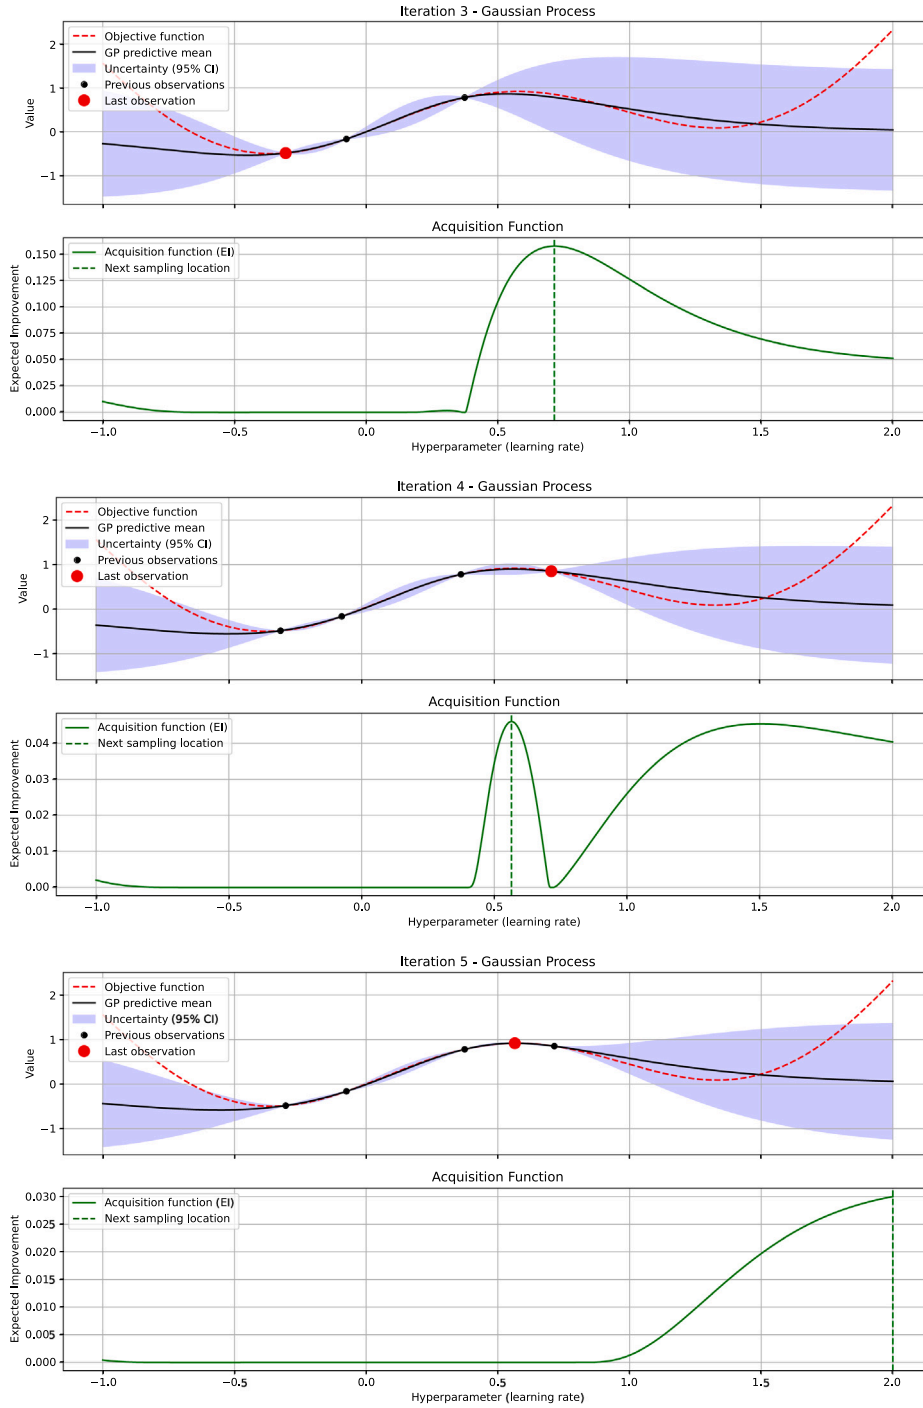 Iteration 3 - Gaussian Process
Objective function
GP predictive mean
Uncertainty (95% CI)
Previous observations
Last observation
Value
2
1
0
−1
Acquisition Function
Acquisition function (EI)
Next sampling location
Expected Improvement
0.150
0.125
0.100
0.075
0.050
0.025
0.000
−1.0 −0.5 0.0 0.5 1.0 1.5 2.0
Hyperparameter (learning rate)
Iteration 4 - Gaussian Process
Objective function
GP predictive mean
Uncertainty (95% CI)
Previous observations
Last observation
Value
2
1
0
−1
Acquisition Function
Acquisition function (EI)
Next sampling location
Expected Improvement
0.04
0.03
0.02
0.01
0.00
−1.0 −0.5 0.0 0.5 1.0 1.5 2.0
Hyperparameter (learning rate)
Iteration 5 - Gaussian Process
Objective function
GP predictive mean
Uncertainty (95% CI)
Previous observations
Last observation
Value
2
1
0
−1
Acquisition Function
Acquisition function (EI)
Next sampling location
Expected Improvement
0.030
0.025
0.020
0.015
0.010
0.005
0.000
−1.0 −0.5 0.0 0.5 1.0 1.5 2.0
Hyperparameter (learning rate)